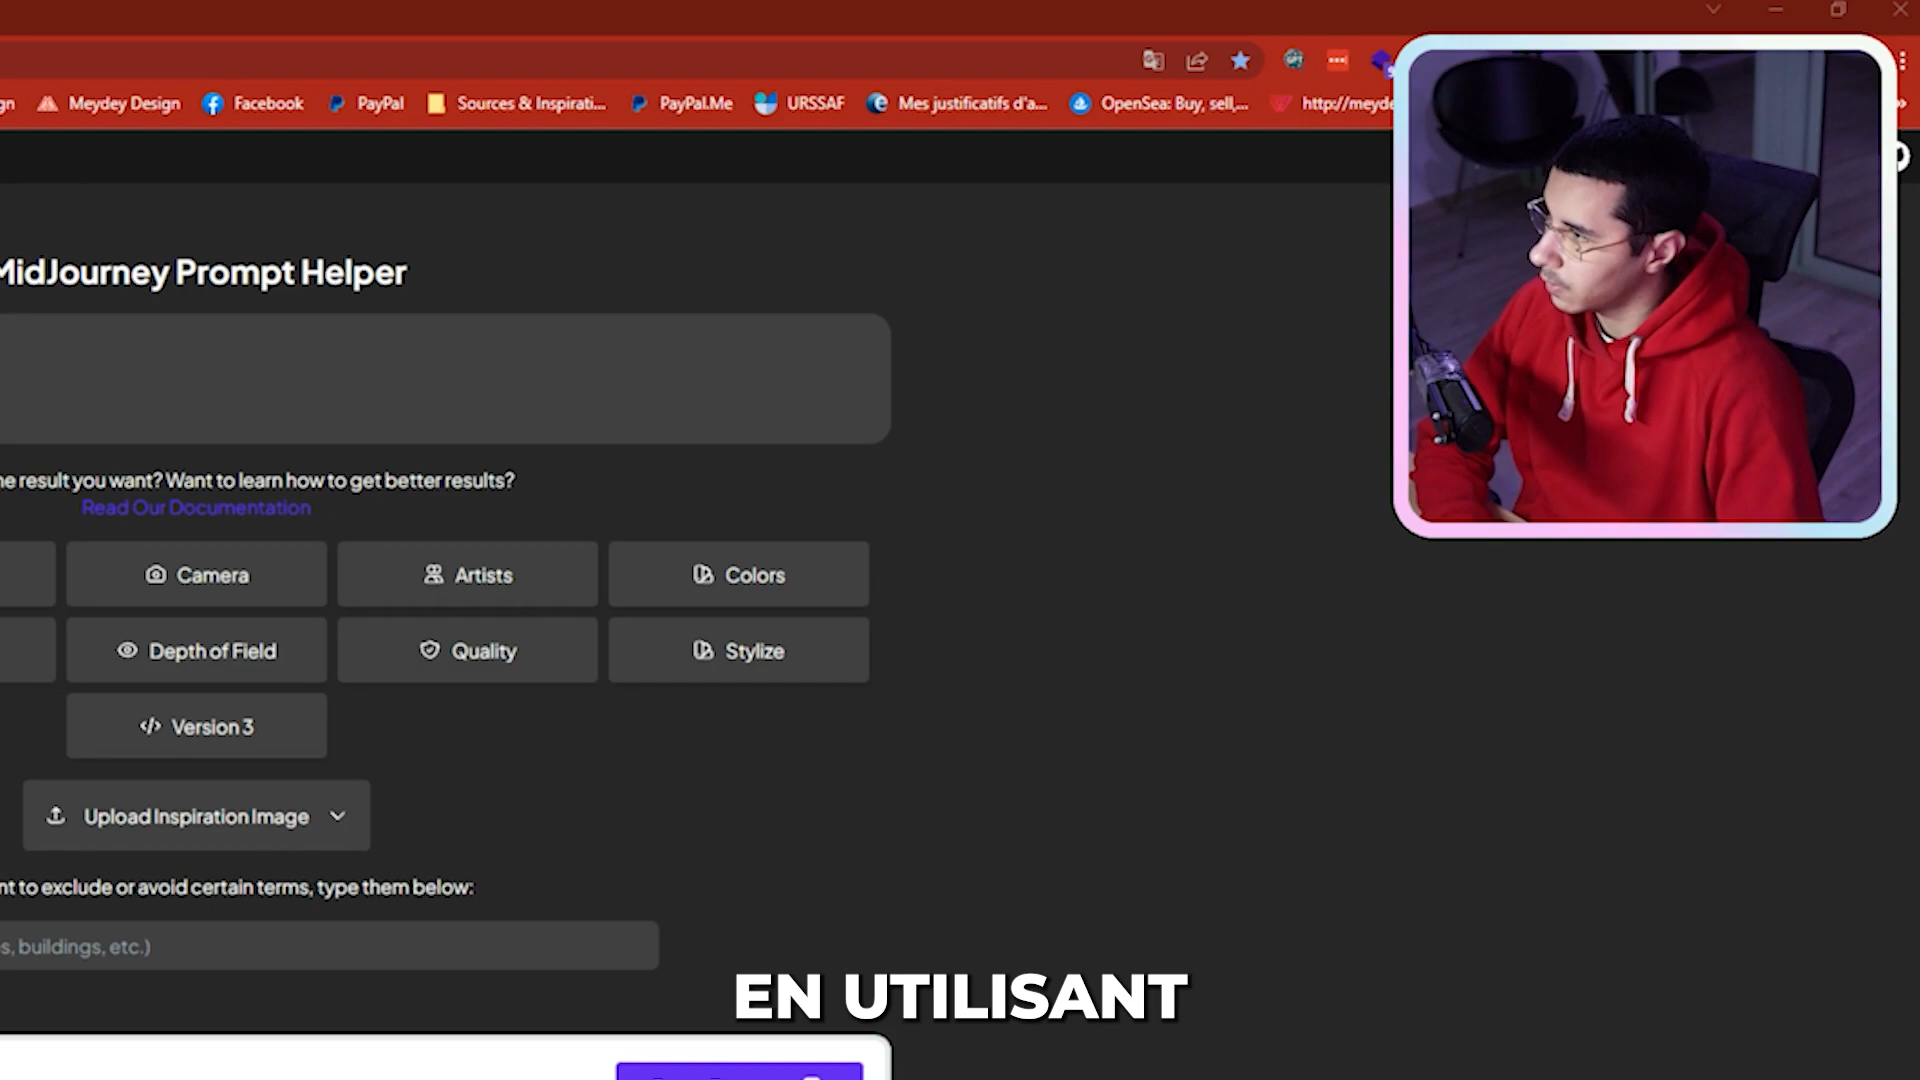 gn Meydey Design Facebook PayPal Sources & Inspirati... PayPal.Me URSSAF Mes justificatifs d'a... OpenSea: Buy, sell,... http://meyde
MidJourney Prompt Helper
he result you want? Want to learn how to get better results?
Read Our Documentation
Camera Artists Colors
Depth of Field Quality Stylize
Version 3
Upload Inspiration Image
nt to exclude or avoid certain terms, type them below:
s, buildings, etc.)
EN UTILISANT